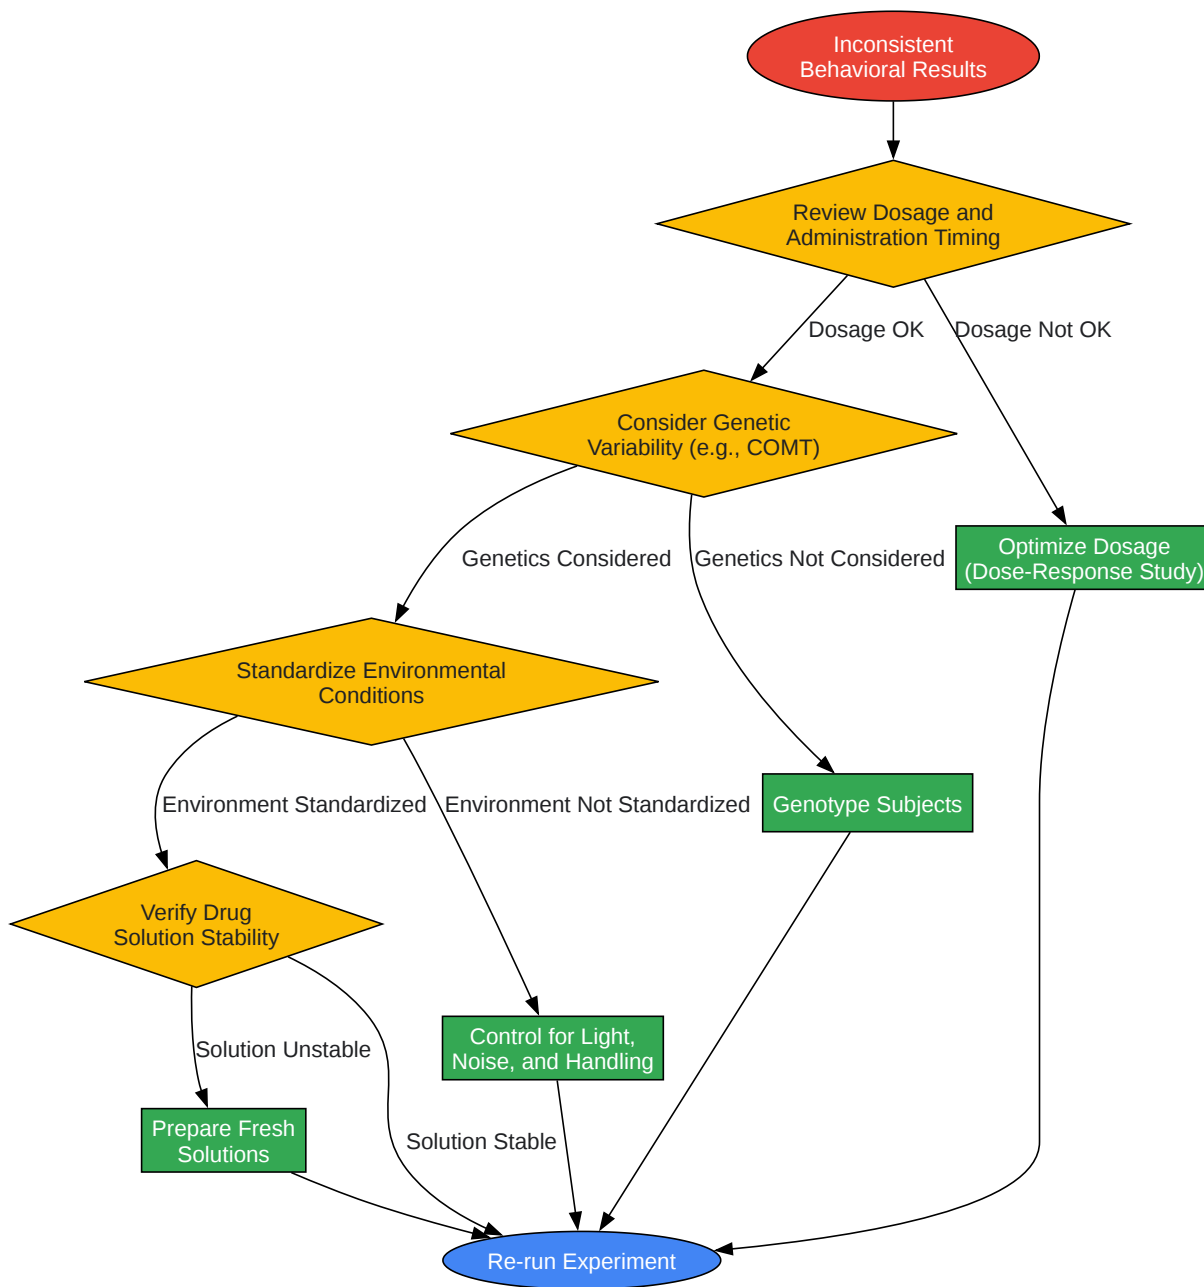 Inconsistent
Behavioral Results
Review Dosage and
Administration Timing
Dosage OK
Dosage Not OK
Consider Genetic
Variability (e.g., COMT)
Genetics Considered
Genetics Not Considered
Optimize Dosage
(Dose-Response Study)
Standardize Environmental
Conditions
Environment Standardized
Environment Not Standardized
Genotype Subjects
Verify Drug
Solution Stability
Solution Unstable
Control for Light,
Noise, and Handling
Prepare Fresh
Solutions
Solution Stable
Re-run Experiment